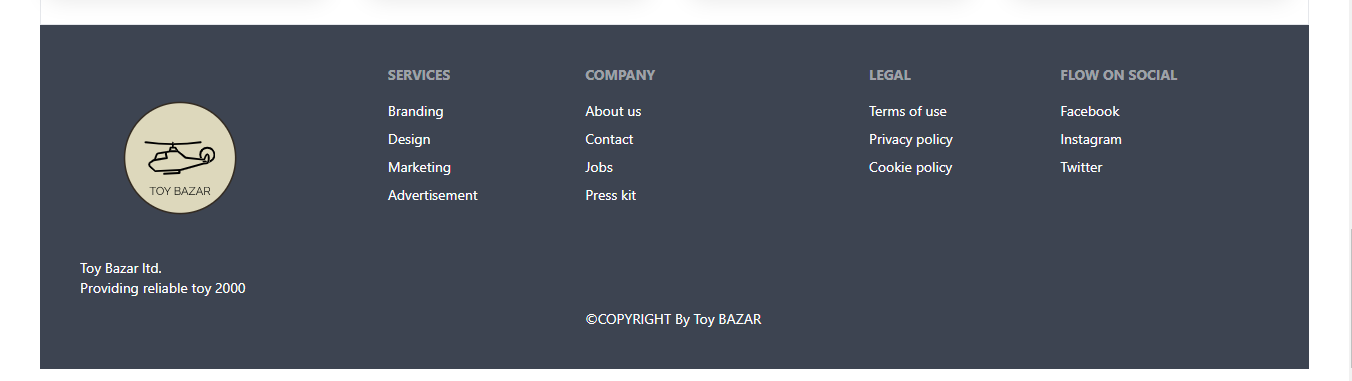 TOY BAZAR
Toy Bazar ltd.
Providing reliable toy 2000
SERVICES
Branding
Design
Marketing
Advertisement
COMPANY
About us
Contact
Jobs
Press kit
LEGAL
Terms of use
Privacy policy
Cookie policy
FLOW ON SOCIAL
Facebook
Instagram
Twitter
©COPYRIGHT By Toy BAZAR